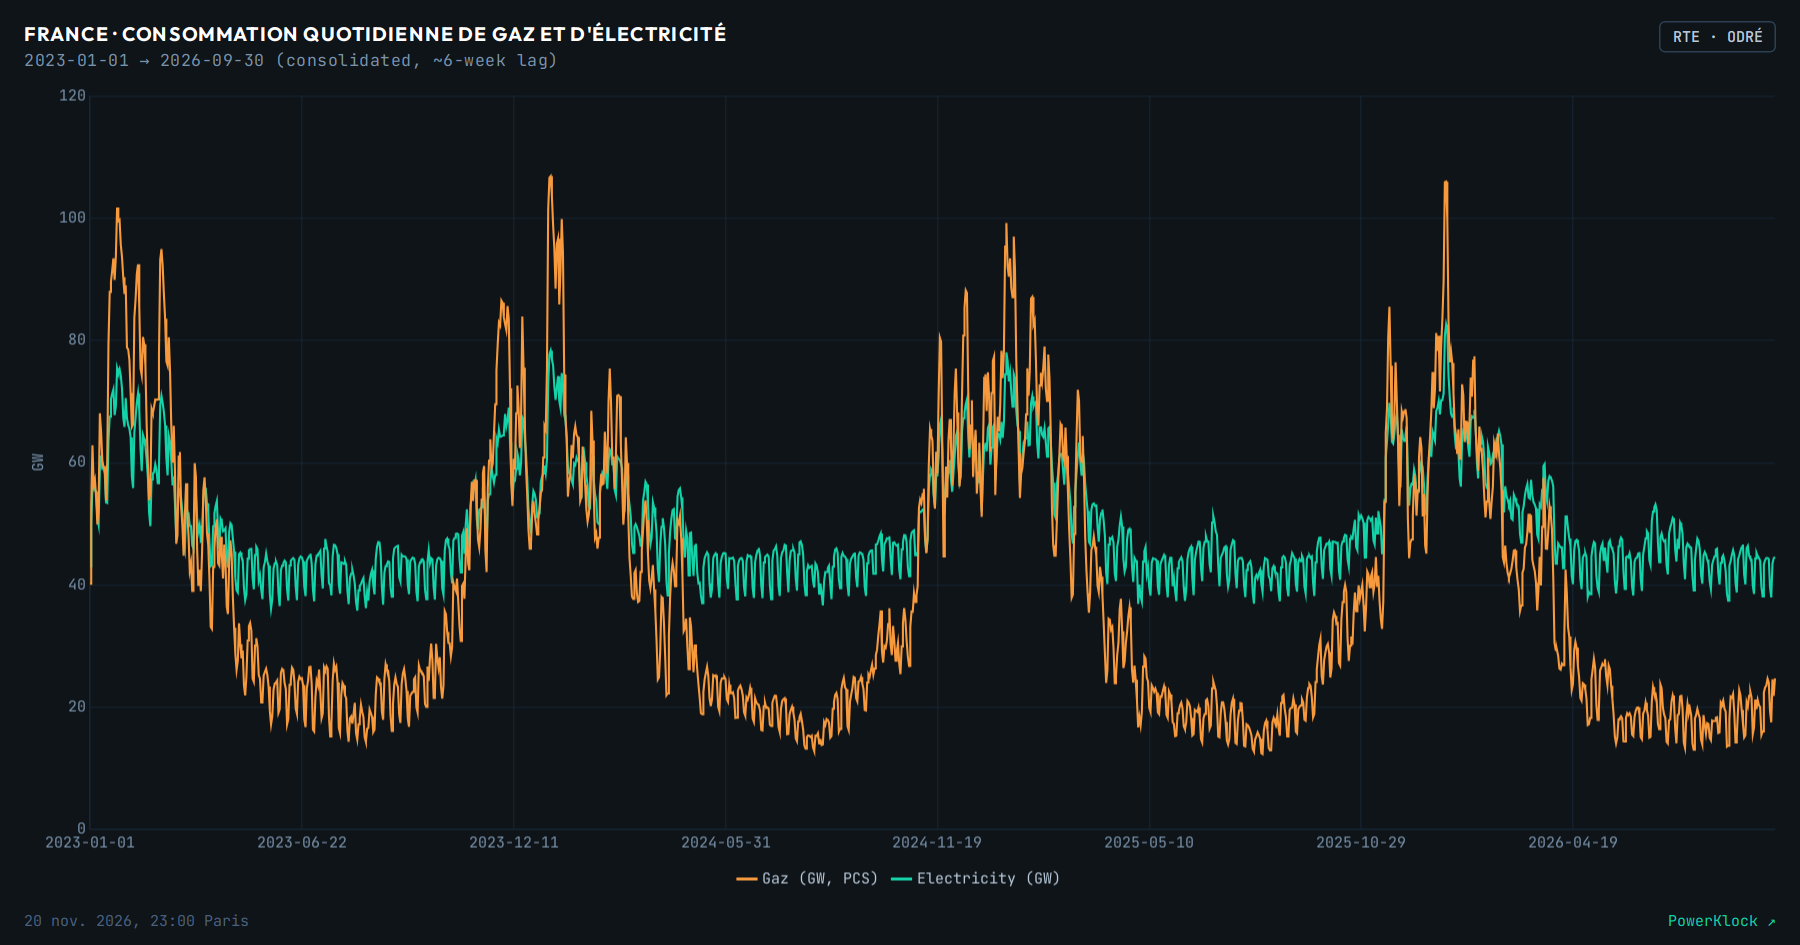 FRANCE · CONSOMMATION QUOTIDIENNE DE GAZ ET D'ÉLECTRICITÉ
2023-01-01 → 2026-09-30 (consolidated, ~6-week lag)
RTE · ODRÉ
120
100
80
60
40
20
0
GW
2023-01-01
2023-06-22
2023-12-11
2024-05-31
2024-11-19
2025-05-10
2025-10-29
2026-04-19
Gaz (GW, PCS)
Electricity (GW)
20 nov. 2026, 23:00 Paris
PowerKlock ↗